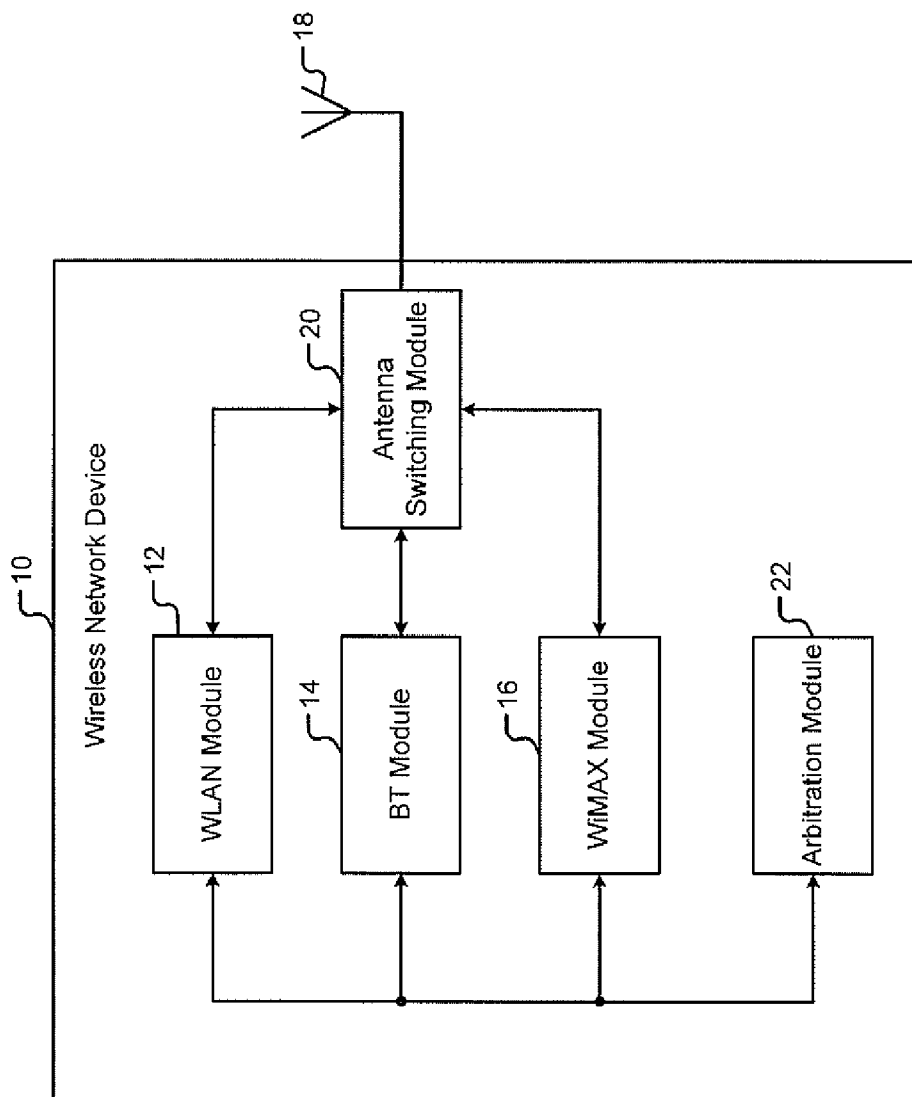 10
Wireless Network Device
12
WLAN Module
14
BT Module
16
WiMAX Module
22
Arbitration Module
20
Antenna
Switching Module
18